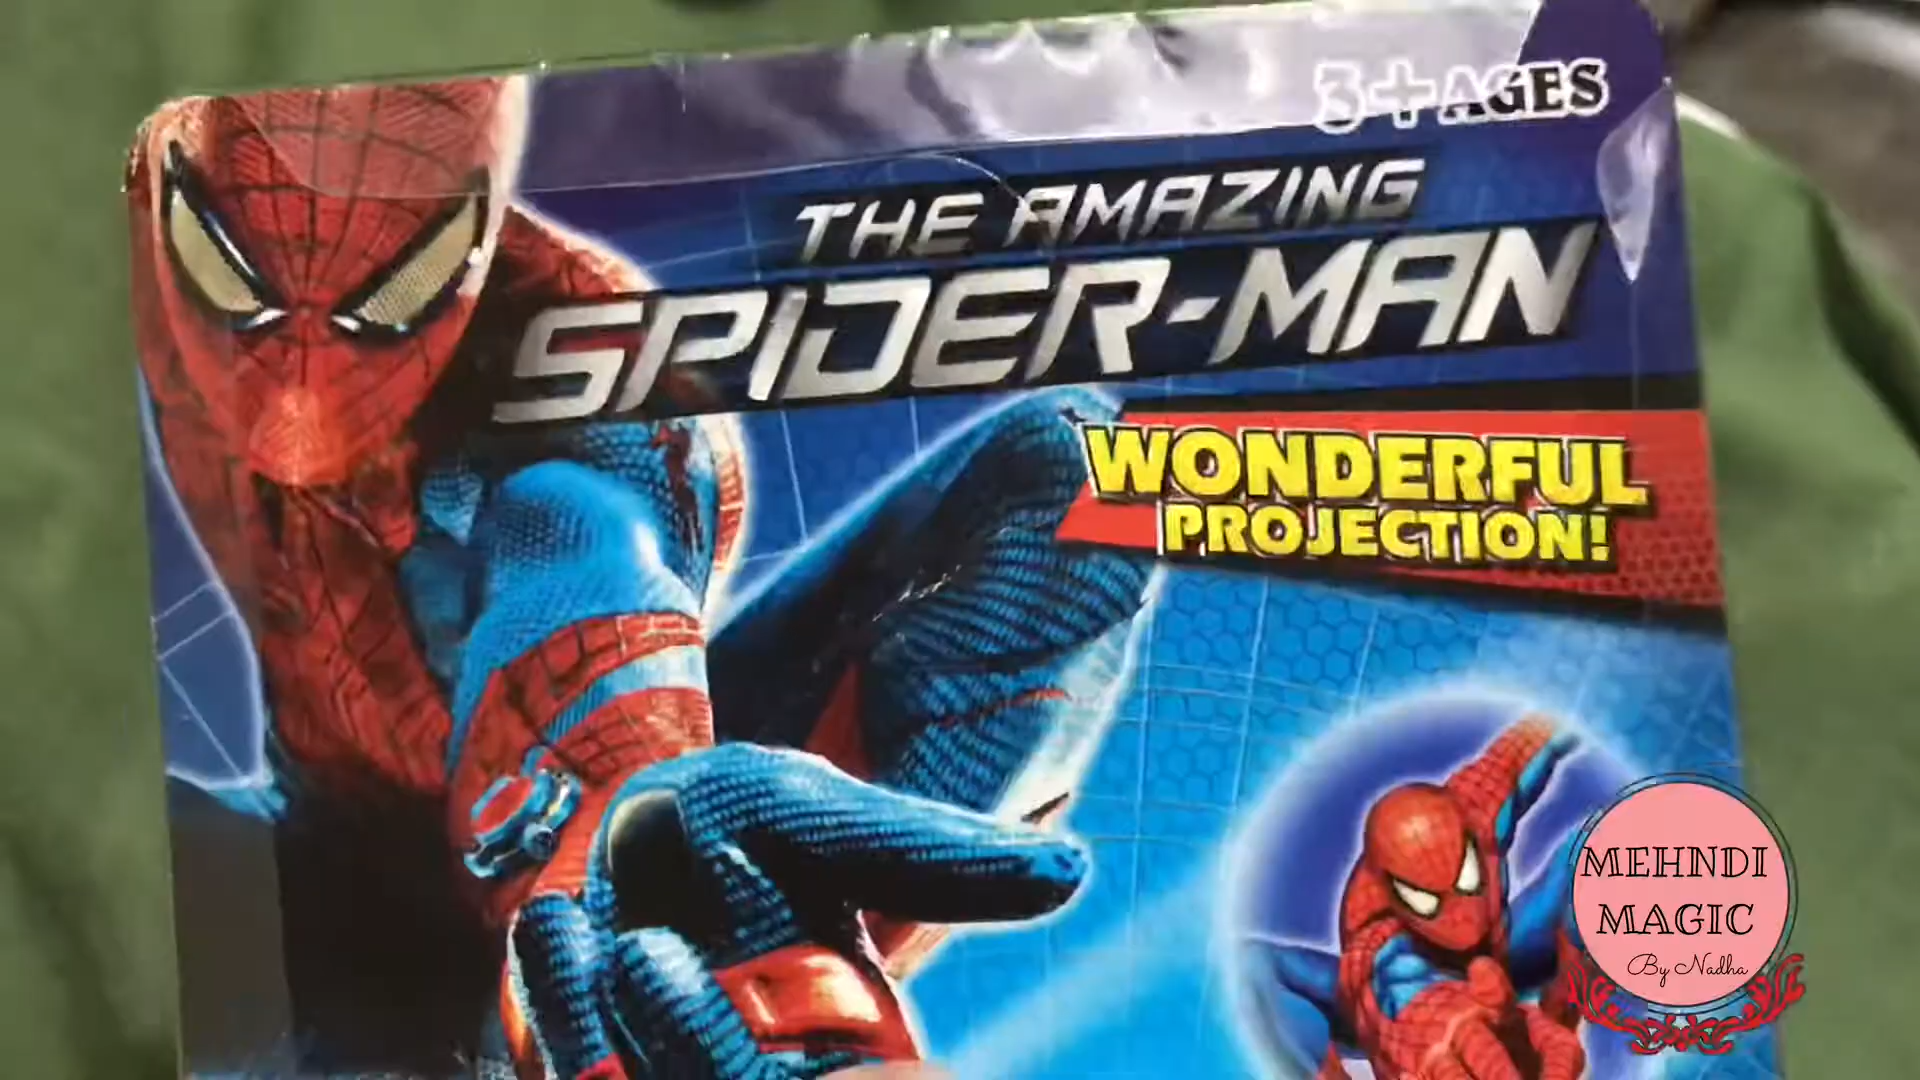 3+AGES
THE AMAZING
SPIDER-MAN
WONDERFUL
PROJECTION!
MEHNDI
MAGIC
By Nadha